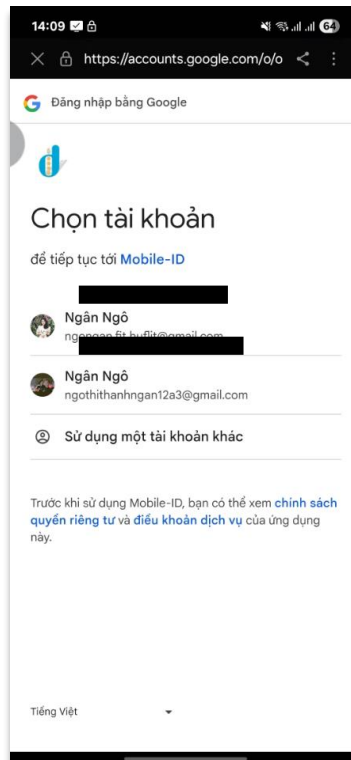 14:09
64
https://accounts.google.com/o/o
G Đăng nhập bằng Google
d
Chọn tài khoản
để tiếp tục tới Mobile-ID
Ngân Ngô
Ngân Ngô
ngothithanhngan12a3@gmail.com
Sử dụng một tài khoản khác
Trước khi sử dụng Mobile-ID, bạn có thể xem chính sách
quyền riêng tư và điều khoản dịch vụ của ứng dụng
này.
Tiếng Việt